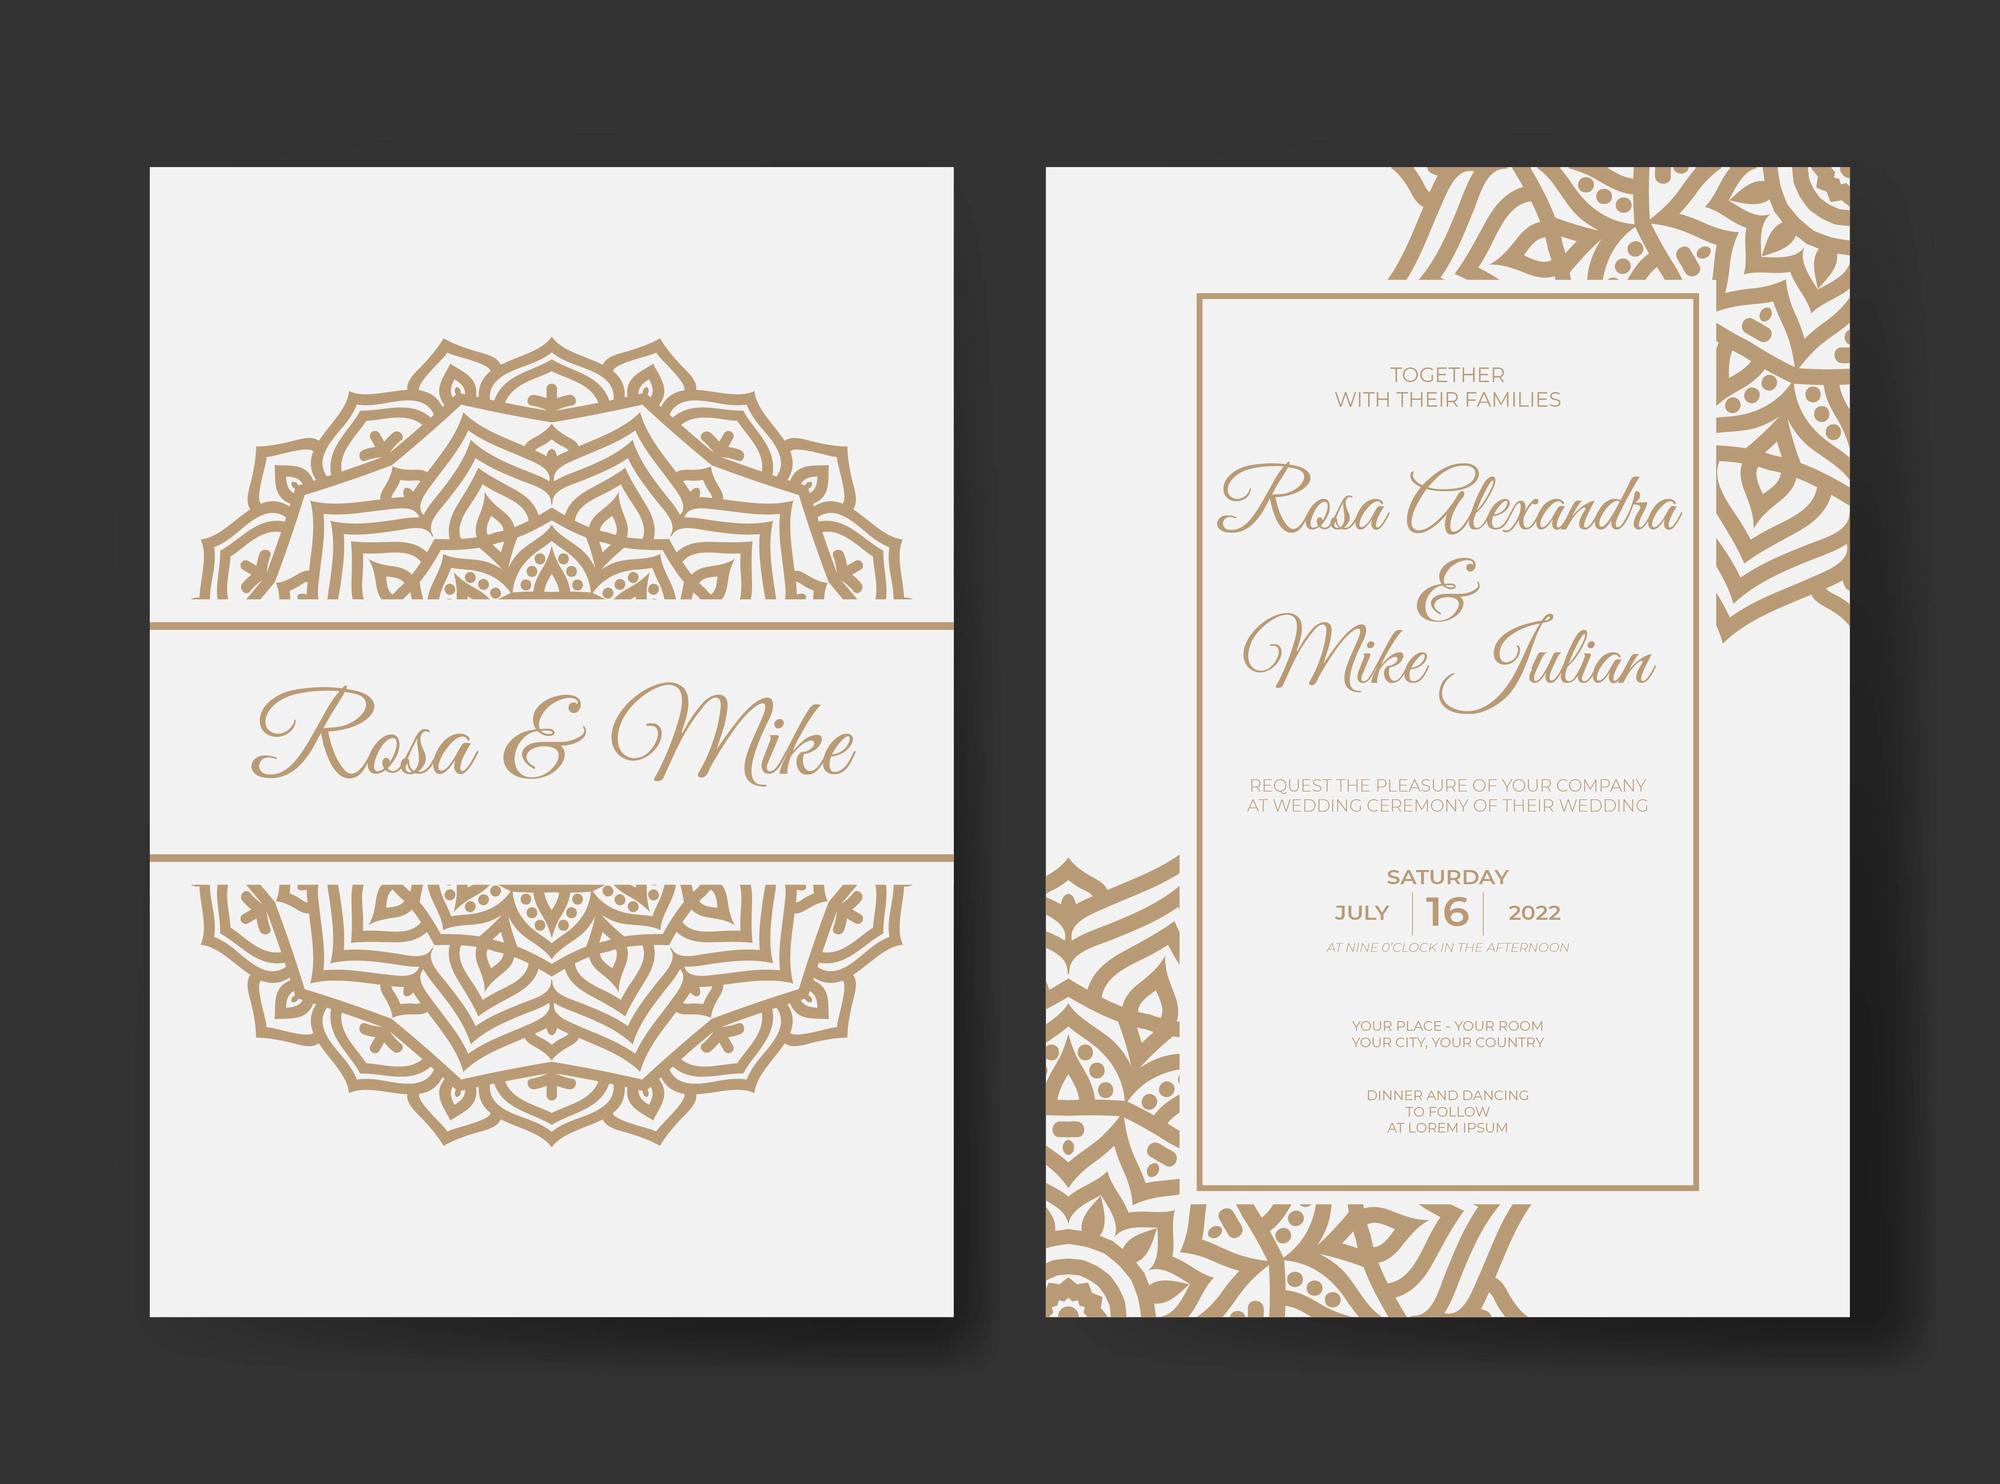 Rosa & Mike
TOGETHER
WITH THEIR FAMILIES
Rosa Alexandra
&
Mike Julian
REQUEST THE PLEASURE OF YOUR COMPANY
AT WEDDING CEREMONY OF THEIR WEDDING
SATURDAY
JULY | 16 | 2022
AT NINE 0'CLOCK IN THE AFTERNOON
YOUR PLACE - YOUR ROOM
YOUR CITY, YOUR COUNTRY
DINNER AND DANCING
TO FOLLOW
AT LOREM IPSUM